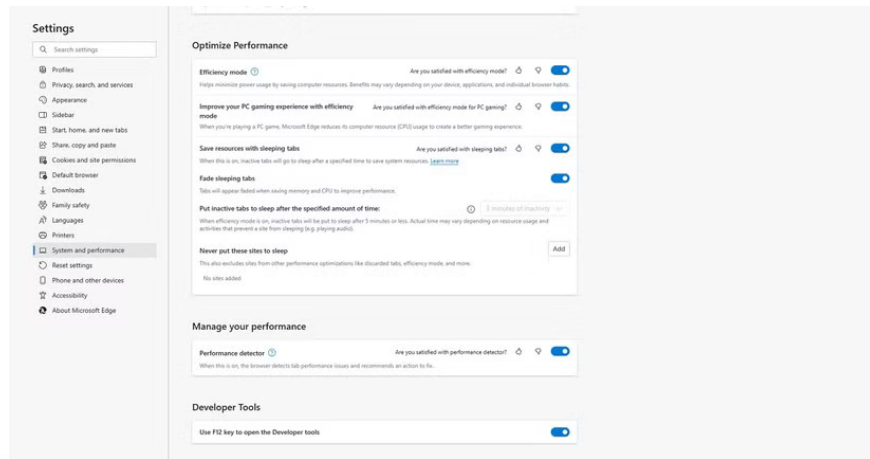 Settings
Search settings
Profiles
Privacy, search, and services
Appearance
Sidebar
Start, home, and new tabs
Share, copy and paste
Cookies and site permissions
Default browser
Downloads
Family safety
Languages
Printers
System and performance
Reset settings
Phone and other devices
Accessibility
About Microsoft Edge
Optimize Performance
Efficiency mode
Are you satisfied with efficiency mode?
Helps minimize power usage by saving computer resources. Benefits may vary depending on your device, applications, and individual browser habits.
Improve your PC gaming experience with efficiency
mode
Are you satisfied with efficiency mode for PC gaming?
When you're playing a PC game, Microsoft Edge reduces its computer resource (CPU) usage to create a better gaming experience.
Save resources with sleeping tabs
Are you satisfied with sleeping tabs?
When this is on, inactive tabs will go to sleep after a specified time to save system resources. Learn more
Fade sleeping tabs
Tabs will appear faded when saving memory and CPU to improve performance.
Put inactive tabs to sleep after the specified amount of time:
minutes of inactivity
When efficiency mode is on, inactive tabs will be put to sleep after 5 minutes or less. Actual time may vary depending on resource usage and
activities that prevent a site from sleeping (e.g. playing audio).
Never put these sites to sleep
Add
This also excludes sites from other performance optimizations like discarded tabs, efficiency mode, and more.
No sites added
Manage your performance
Performance detector
Are you satisfied with performance detector?
When this is on, the browser detects tab performance issues and recommends an action to fix.
Developer Tools
Use F12 key to open the Developer tools